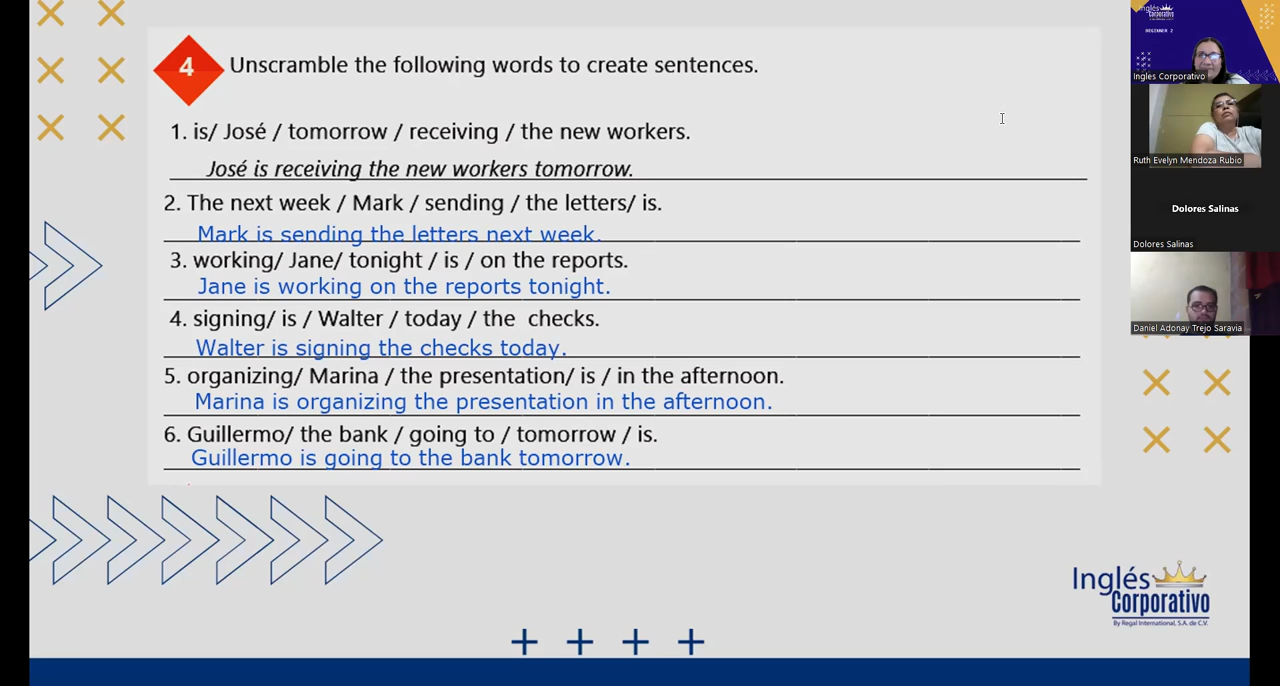 4 Unscramble the following words to create sentences.
1. is/ José / tomorrow / receiving / the new workers.
José is receiving the new workers tomorrow.
2. The next week / Mark / sending / the letters/ is.
Mark is sending the letters next week.
3. working/ Jane/ tonight / is / on the reports.
Jane is working on the reports tonight.
4. signing/ is / Walter / today / the checks.
Walter is signing the checks today.
5. organizing/ Marina / the presentation/ is / in the afternoon.
Marina is organizing the presentation in the afternoon.
6. Guillermo/ the bank / going to / tomorrow / is.
Guillermo is going to the bank tomorrow.
Inglés
Corporativo
By Regal International, S.A. de C.V.
Inglés
Corporativo
BEGINNER 2
Ingles Corporativo
Ruth Evelyn Mendoza Rubio
Dolores Salinas
Dolores Salinas
Daniel Adonay Trejo Saravia